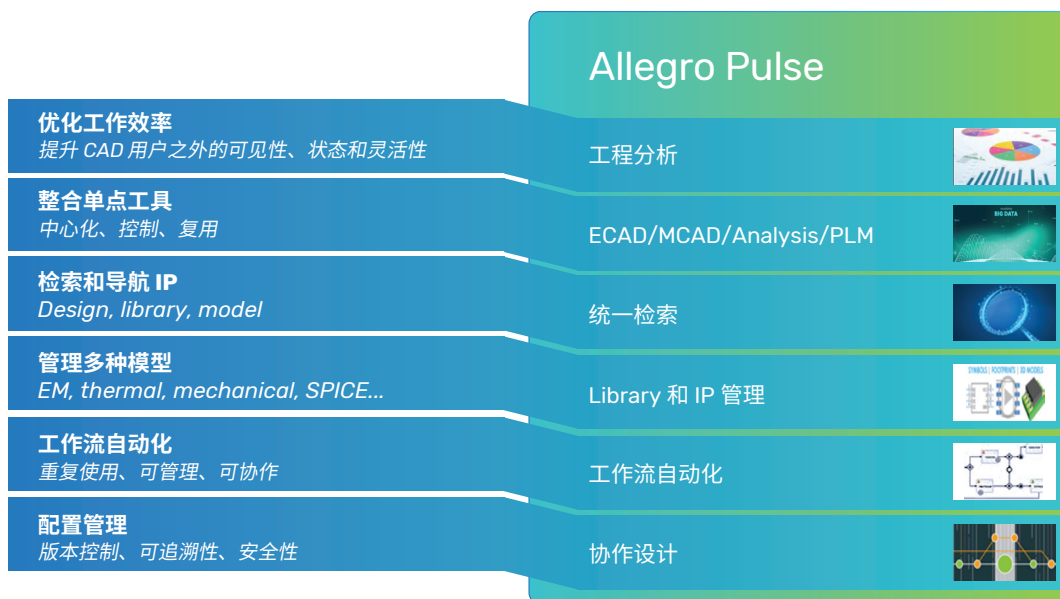 Allegro Pulse
优化工作效率
提升 CAD 用户之外的可见性、状态和灵活性
工程分析
整合单点工具
中心化、控制、复用
ECAD/MCAD/Analysis/PLM
BIG DATA
检索和导航 IP
Design, library, model
统一检索
管理多种模型
EM, thermal, mechanical, SPICE...
Library 和 IP 管理
SYMBOLS | FOOTPRINTS | 3D MODELS
工作流自动化
重复使用、可管理、可协作
工作流自动化
配置管理
版本控制、可追溯性、安全性
协作设计